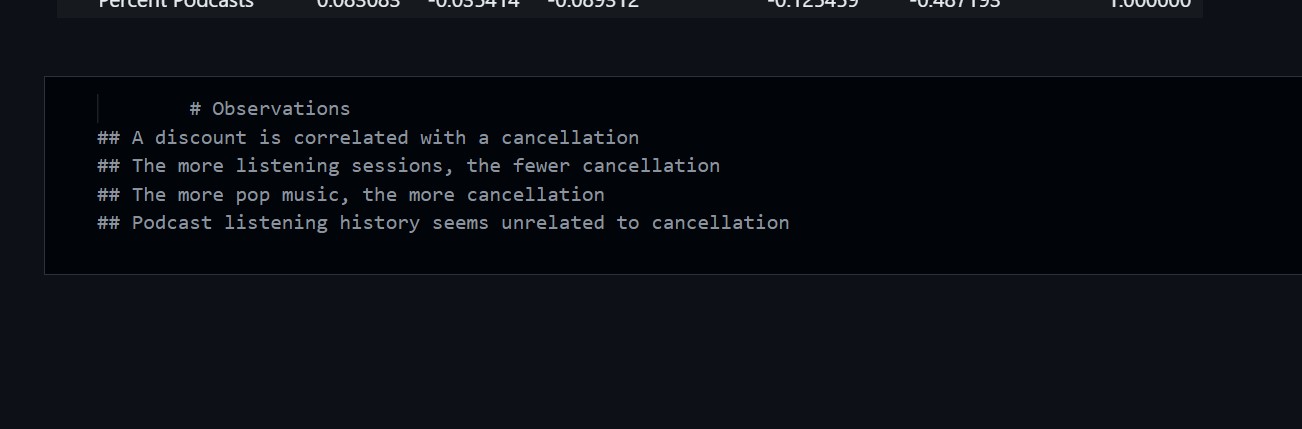 Percent Podcasts 0.083083 -0.035414 -0.089312 -0.125459 -0.487193 1.000000
# Observations
## A discount is correlated with a cancellation
## The more listening sessions, the fewer cancellation
## The more pop music, the more cancellation
## Podcast listening history seems unrelated to cancellation